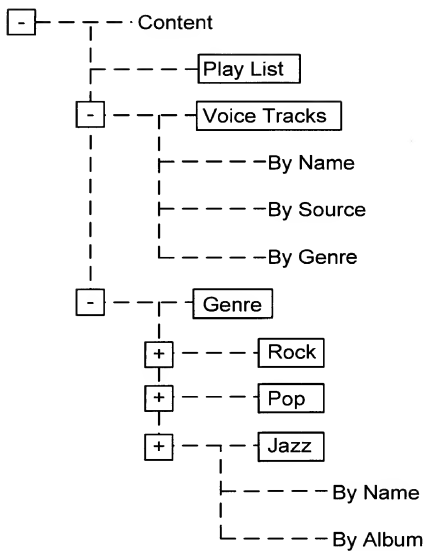 - Content
Play List
- Voice Tracks
By Name
By Source
By Genre
- Genre
+ Rock
+ Pop
+ Jazz
By Name
By Album